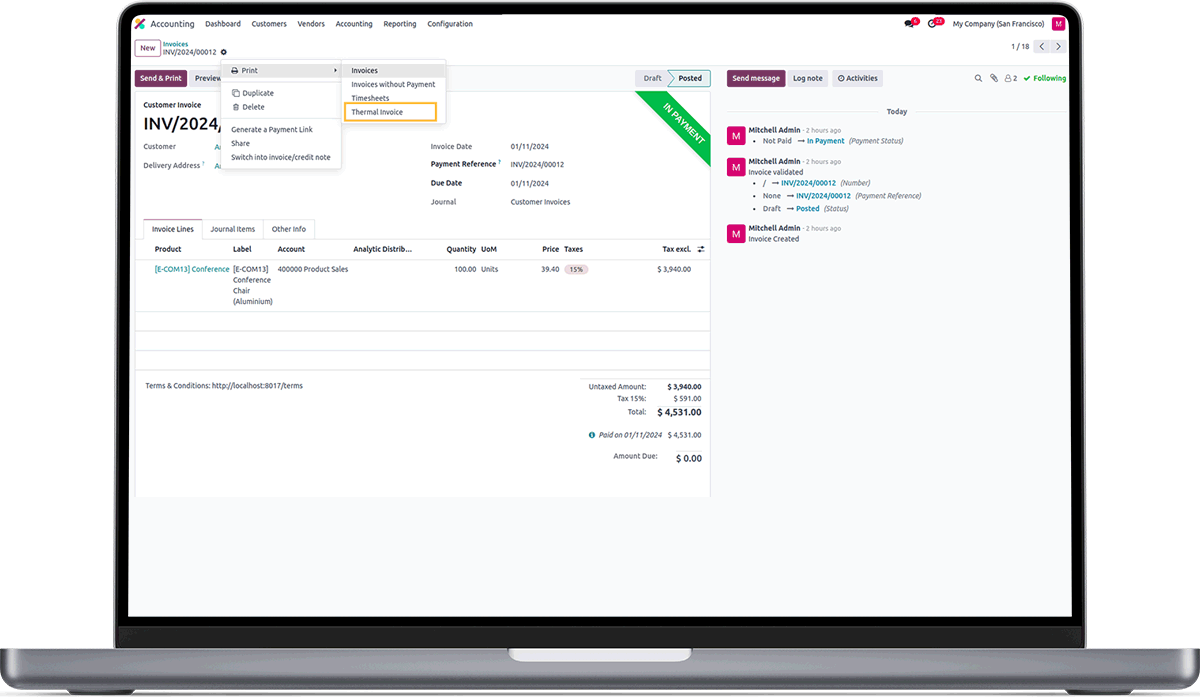 Accounting Dashboard Customers Vendors Accounting Reporting Configuration 6 23 My Company (San Francisco) M
New Invoices
INV/2024/00012
1 / 18
Send & Print Preview
Print
Duplicate
Delete
Generate a Payment Link
Share
Switch into invoice/credit note
Invoices
Invoices without Payment
Timesheets
Thermal Invoice
Draft Posted
IN PAYMENT
Customer Invoice
INV/2024/
Customer
Delivery Address ?
Invoice Date 01/11/2024
Payment Reference ? INV/2024/00012
Due Date 01/11/2024
Journal Customer Invoices
Invoice Lines Journal Items Other Info
Product Label Account Analytic Distrib... Quantity UoM Price Taxes Tax excl.
[E-COM13] Conference [E-COM13] 400000 Product Sales 100.00 Units 39.40 15% $ 3,940.00
Conference
Chair
(Aluminium)
Terms & Conditions: http://localhost:8017/terms
Untaxed Amount: $ 3,940.00
Tax 15%: $ 591.00
Total: $ 4,531.00
Paid on 01/11/2024 $ 4,531.00
Amount Due: $ 0.00
Send message Log note Activities 2 Following
Today
M Mitchell Admin - 2 hours ago
• Not Paid → In Payment (Payment Status)
M Mitchell Admin - 2 hours ago
Invoice validated
• / → INV/2024/00012 (Number)
• None → INV/2024/00012 (Payment Reference)
• Draft → Posted (Status)
M Mitchell Admin - 2 hours ago
Invoice Created